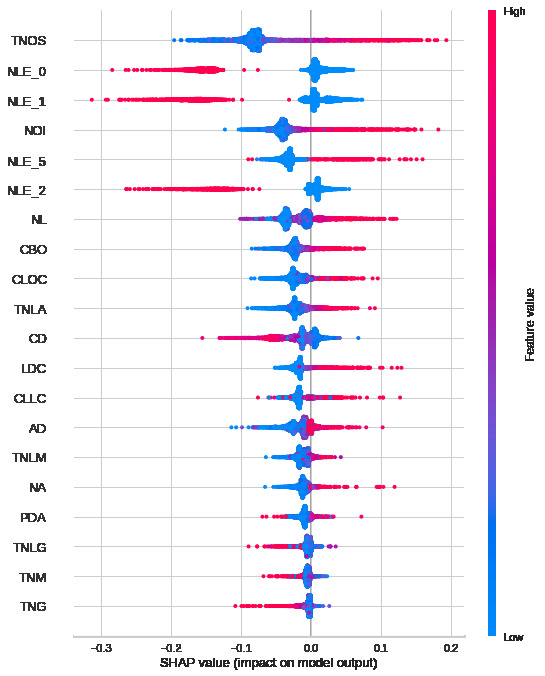 High
TNOS
NLE_0
NLE_1
NOI
NLE_5
NLE_2
NL
CBO
CLOC
TNLA
CD
LDC
CLLC
AD
TNLM
NA
PDA
TNLG
TNM
TNG
Feature value
Low
−0.3 −0.2 −0.1 0.0 0.1 0.2
SHAP value (impact on model output)